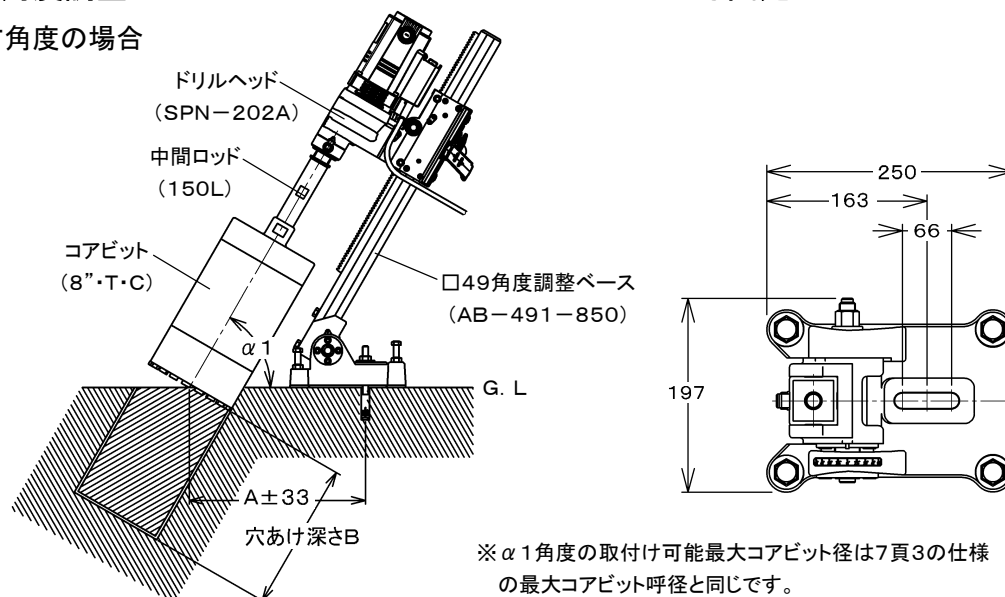 角度の場合
ドリルヘッド
(SPN－202A)
中間ロッド
(150L)
コアビット
(8”・T・C)
α1
□49角度調整ベース
(AB－491－850)
G. L
A±33
穴あけ深さB
250
163
66
197
※α1角度の取付け可能最大コアビット径は7頁3の仕様
の最大コアビット呼径と同じです。